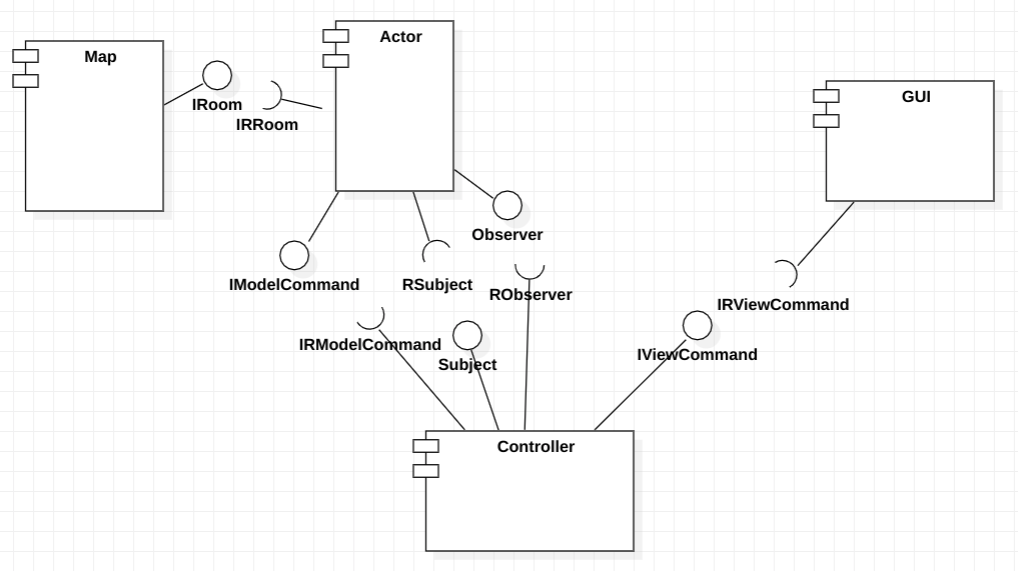 Map
Actor
GUI
IRoom
IRRoom
Observer
IModelCommand
RSubject
RObserver
IRViewCommand
IRModelCommand
Subject
IViewCommand
Controller